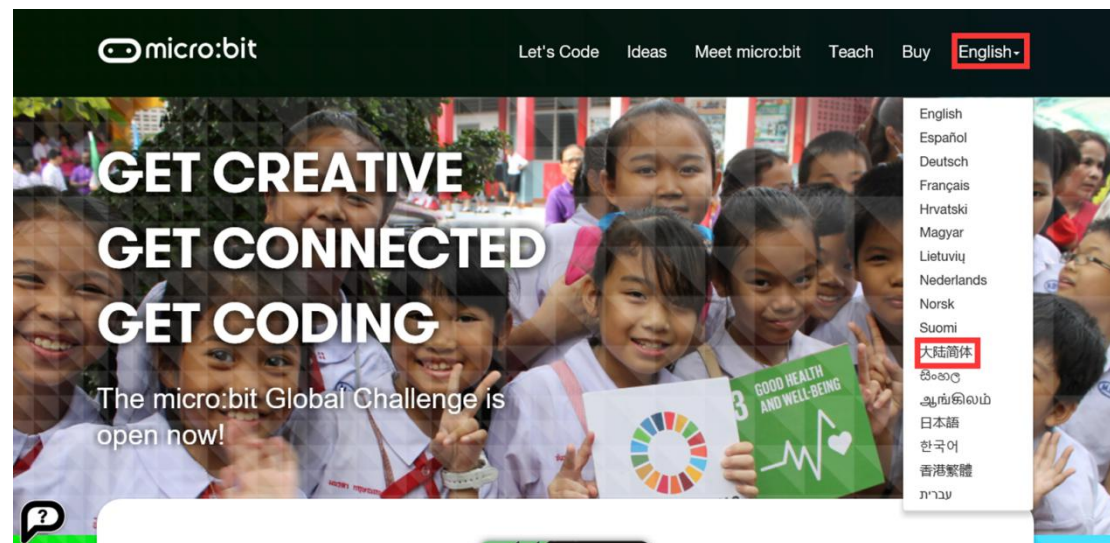 micro:bit
Let's Code Ideas Meet micro:bit Teach Buy English
English
Español
Deutsch
Français
Hrvatski
Magyar
Lietuvių
Nederlands
Norsk
Suomi
大陆简体
සිංහල
ஆங்கிலம்
日本語
한국어
香港繁體
עברית
GET CREATIVE
GET CONNECTED
GET CODING
The micro:bit Global Challenge is
open now!
3 GOOD HEALTH
AND WELL-BEING
?